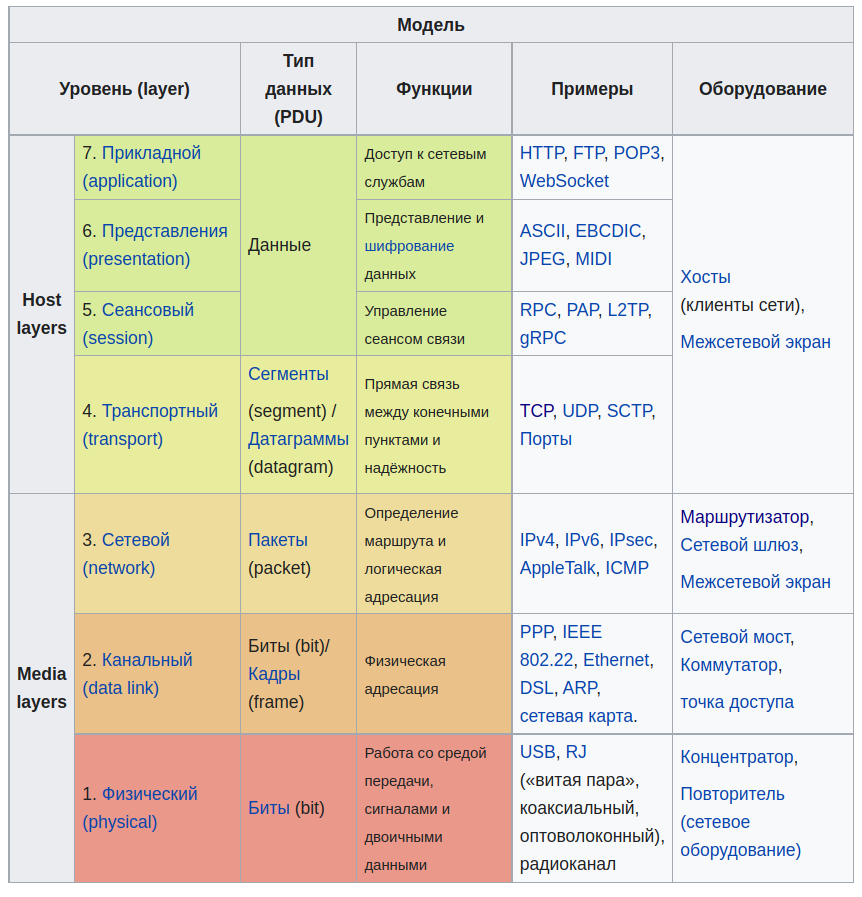 Модель
Уровень (layer)
Тип
данных
(PDU)
Функции
Примеры
Оборудование
Host
layers
7. Прикладной
(application)
Данные
Доступ к сетевым
службам
HTTP, FTP, POP3,
WebSocket
Хосты
(клиенты сети),
Межсетевой экран
6. Представления
(presentation)
Представление и
шифрование
данных
ASCII, EBCDIC,
JPEG, MIDI
5. Сеансовый
(session)
Управление
сеансом связи
RPC, PAP, L2TP,
gRPC
4. Транспортный
(transport)
Сегменты
(segment) /
Датаграммы
(datagram)
Прямая связь
между конечными
пунктами и
надёжность
TCP, UDP, SCTP,
Порты
Media
layers
3. Сетевой
(network)
Пакеты
(packet)
Определение
маршрута и
логическая
адресация
IPv4, IPv6, IPsec,
AppleTalk, ICMP
Маршрутизатор,
Сетевой шлюз,
Межсетевой экран
2. Канальный
(data link)
Биты (bit)/
Кадры
(frame)
Физическая
адресация
PPP, IEEE
802.22, Ethernet,
DSL, ARP,
сетевая карта.
Сетевой мост,
Коммутатор,
точка доступа
1. Физический
(physical)
Биты (bit)
Работа со средой
передачи,
сигналами и
двоичными
данными
USB, RJ
(«витая пара»,
коаксиальный,
оптоволоконный),
радиоканал
Концентратор,
Повторитель
(сетевое
оборудование)